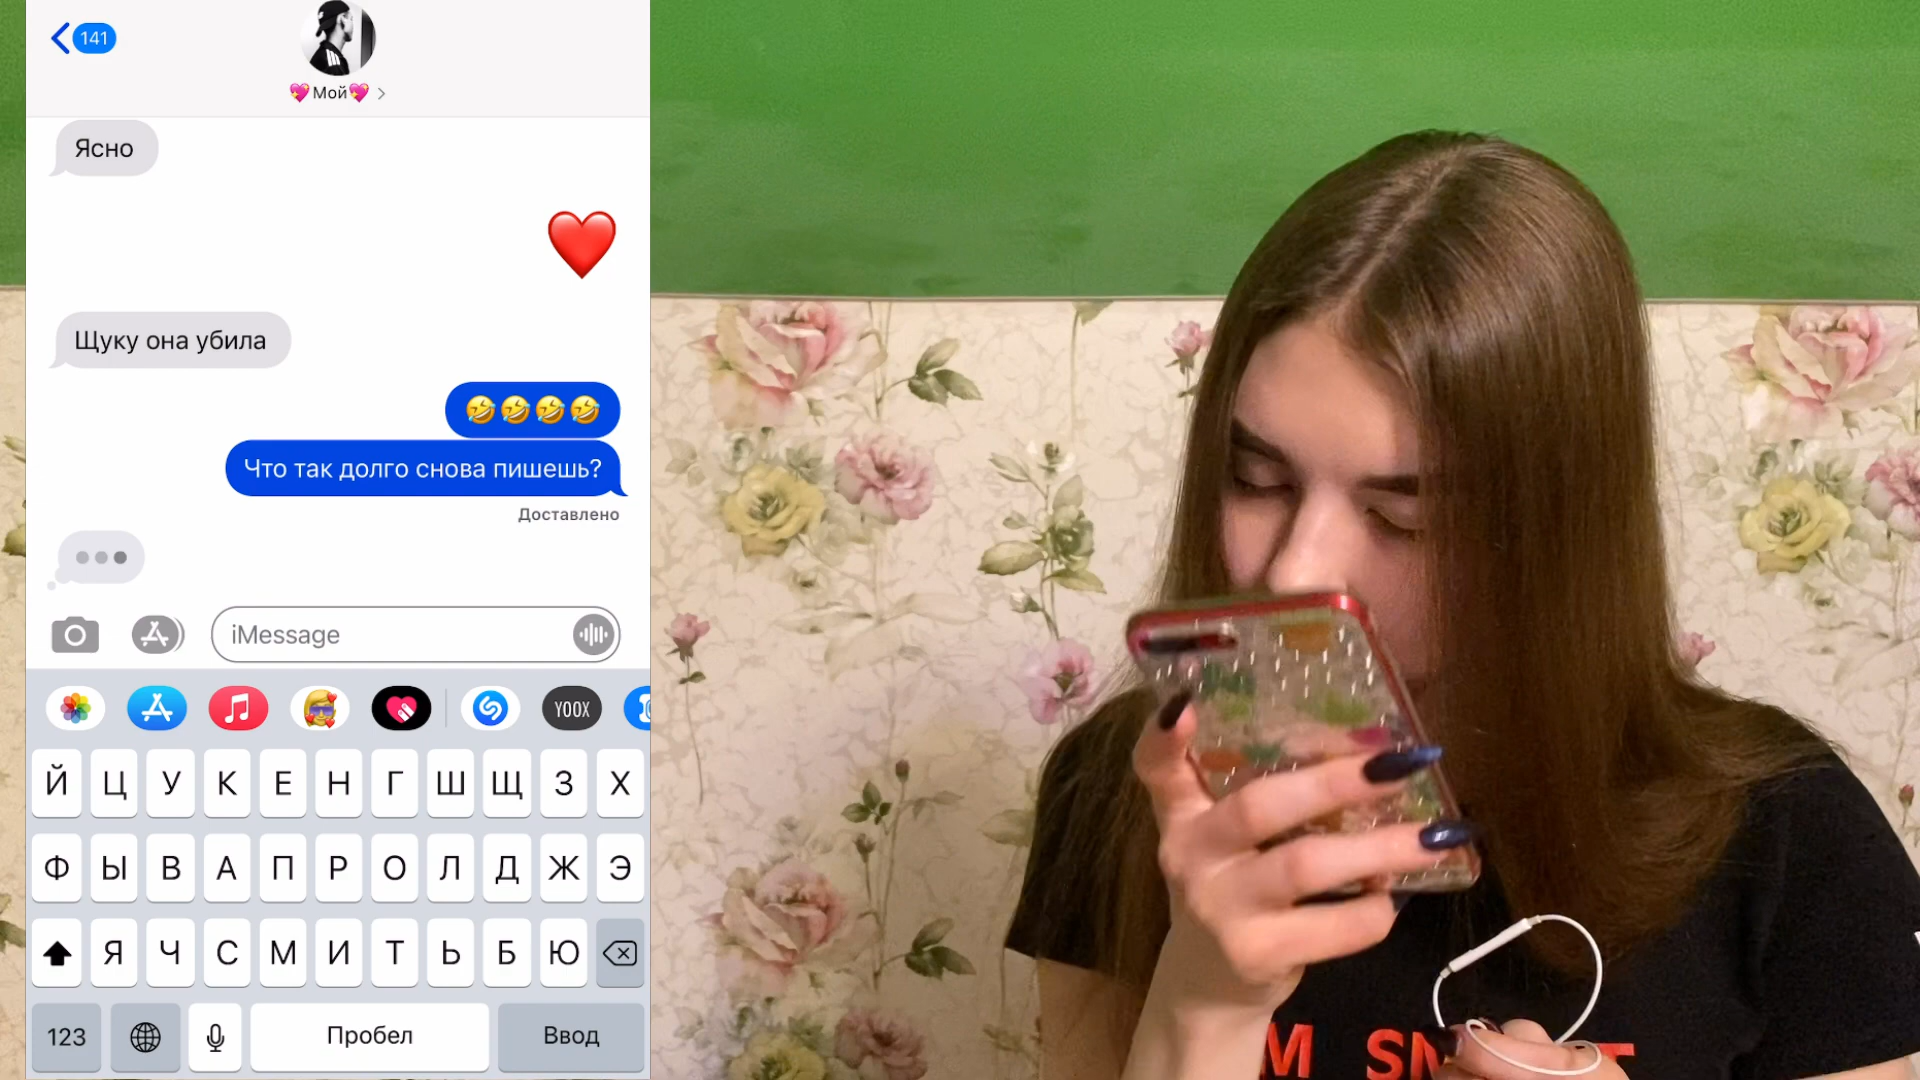 141
💖Мой💖
Ясно
❤️
Щуку она убила
🤣🤣🤣🤣
Что так долго снова пишешь?
Доставлено
iMessage
YOOX
Й Ц У К Е Н Г Ш Щ З Х
Ф Ы В А П Р О Л Д Ж Э
Я Ч С М И Т Ь Б Ю
123 Пробел Ввод